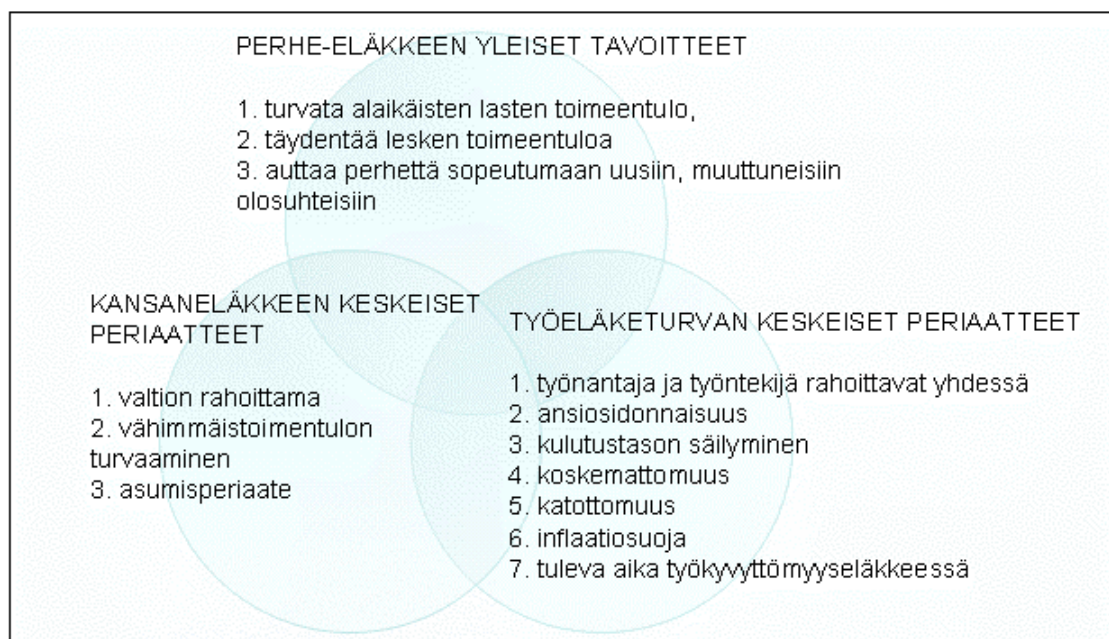 PERHE-ELÄKKEEN YLEISET TAVOITTEET
1. turvata alaikäisten lasten toimeentulo,
2. täydentää lesken toimeentuloa
3. auttaa perhettä sopeutumaan uusiin, muuttuneisiin
olosuhteisiin
KANSANELÄKKEEN KESKEISET
PERIAATTEET
1. valtion rahoittama
2. vähimmäistoimentulon
turvaaminen
3. asumisperiaate
TYÖELÄKETURVAN KESKEISET PERIAATTEET
1. työnantaja ja työntekijä rahoittavat yhdessä
2. ansiosidonnaisuus
3. kulutustason säilyminen
4. koskemattomuus
5. katottomuus
6. inflaatiosuoja
7. tuleva aika työkyvyttömyyseläkkeessä